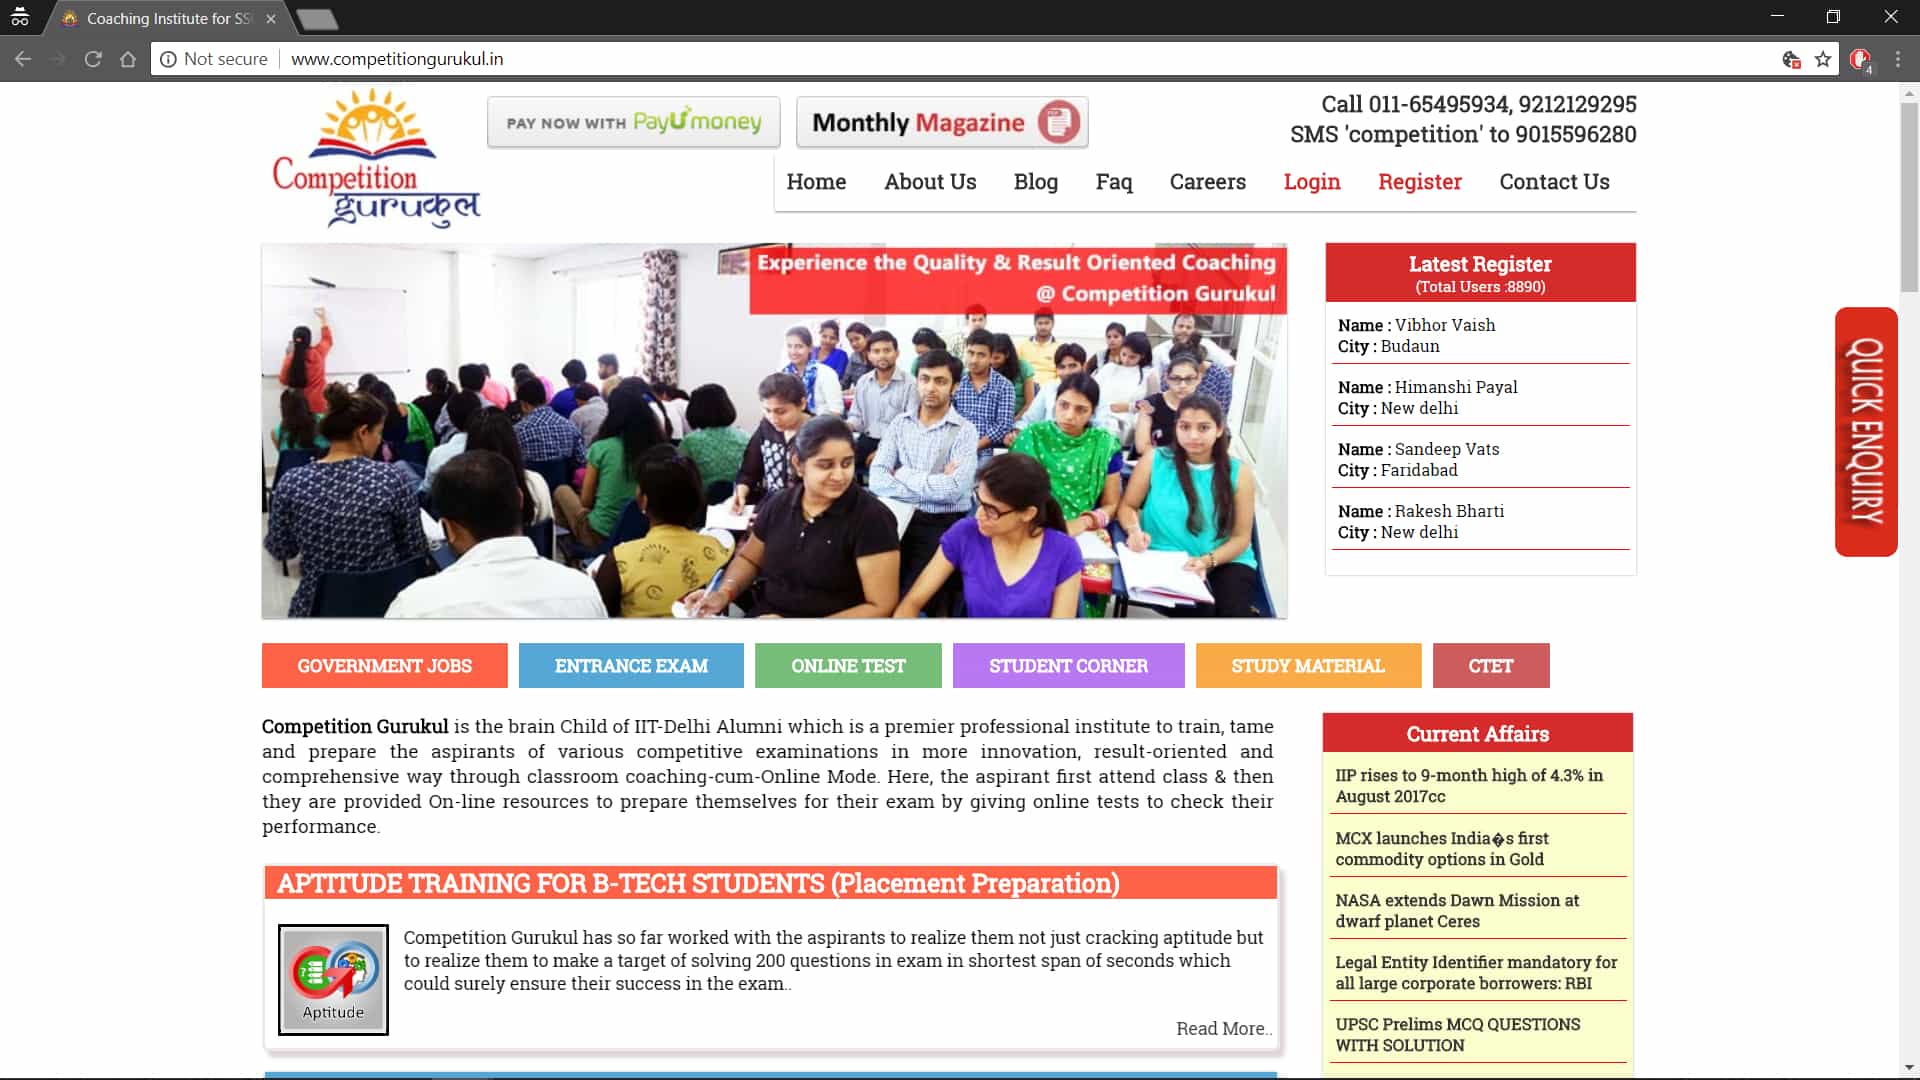 Coaching Institute for SS
Not secure
www.competitiongurukul.in
4
Competition
gurukul
PAY NOW WITH PayUmoney
Monthly Magazine
Call 011-65495934, 9212129295
SMS 'competition' to 9015596280
Home
About Us
Blog
Faq
Careers
Login
Register
Contact Us
Experience the Quality & Result Oriented Coaching
@ Competition Gurukul
Latest Register
(Total Users :8890)
Name : Vibhor Vaish
City : Budaun
Name : Himanshi Payal
City : New delhi
Name : Sandeep Vats
City : Faridabad
Name : Rakesh Bharti
City : New delhi
QUICK ENQUIRY
GOVERNMENT JOBS
ENTRANCE EXAM
ONLINE TEST
STUDENT CORNER
STUDY MATERIAL
CTET
Competition Gurukul is the brain Child of IIT-Delhi Alumni which is a premier professional institute to train, tame
and prepare the aspirants of various competitive examinations in more innovation, result-oriented and
comprehensive way through classroom coaching-cum-Online Mode. Here, the aspirant first attend class & then
they are provided On-line resources to prepare themselves for their exam by giving online tests to check their
performance.
APTITUDE TRAINING FOR B-TECH STUDENTS (Placement Preparation)
Aptitude
Competition Gurukul has so far worked with the aspirants to realize them not just cracking aptitude but
to realize them to make a target of solving 200 questions in exam in shortest span of seconds which
could surely ensure their success in the exam..
Read More..
Current Affairs
IIP rises to 9-month high of 4.3% in
August 2017cc
MCX launches India�s first
commodity options in Gold
NASA extends Dawn Mission at
dwarf planet Ceres
Legal Entity Identifier mandatory for
all large corporate borrowers: RBI
UPSC Prelims MCQ QUESTIONS
WITH SOLUTION